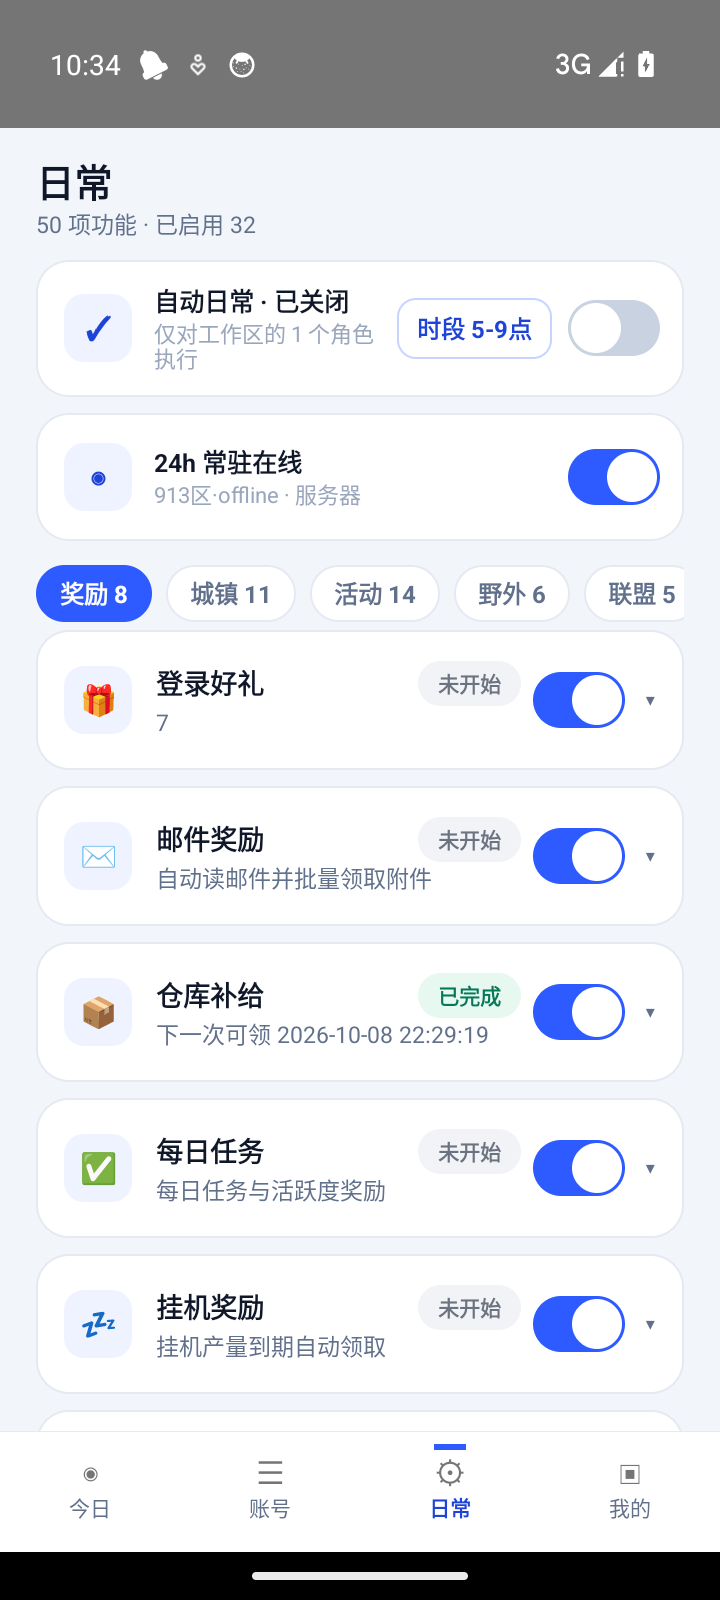 10:34
3G
日常
50 项功能 · 已启用 32
自动日常 · 已关闭
仅对工作区的 1 个角色
执行
时段 5-9点
24h 常驻在线
913区·offline · 服务器
奖励 8
城镇 11
活动 14
野外 6
联盟 5
登录好礼
未开始
7
邮件奖励
未开始
自动读邮件并批量领取附件
仓库补给
已完成
下一次可领 2026-10-08 22:29:19
每日任务
未开始
每日任务与活跃度奖励
挂机奖励
未开始
挂机产量到期自动领取
今日
账号
日常
我的